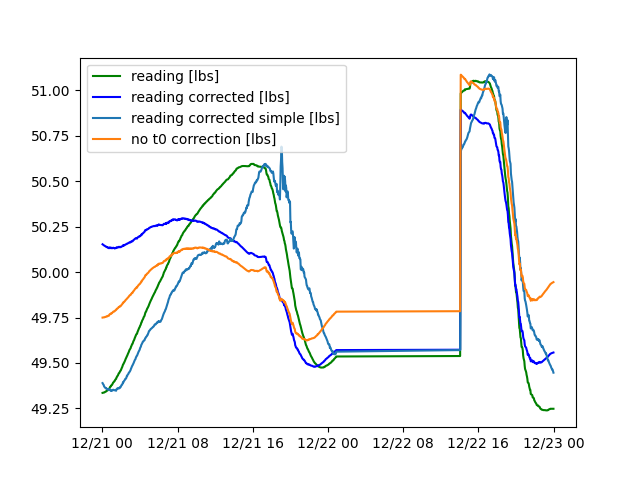 reading [lbs]
reading corrected [lbs]
reading corrected simple [lbs]
no t0 correction [lbs]
51.00
50.75
50.50
50.25
50.00
49.75
49.50
49.25
12/21 00 12/21 08 12/21 16 12/22 00 12/22 08 12/22 16 12/23 00